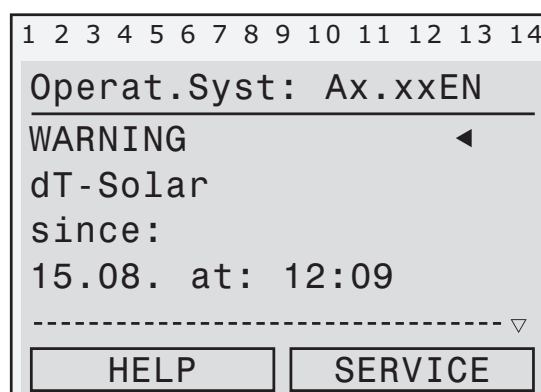 1 2 3 4 5 6 7 8 9 10 11 12 13 14
Operat.Syst: Ax.xxEN
WARNING ◄
dT-Solar
since:
15.08. at: 12:09
---------------------------------- ▽
HELP SERVICE